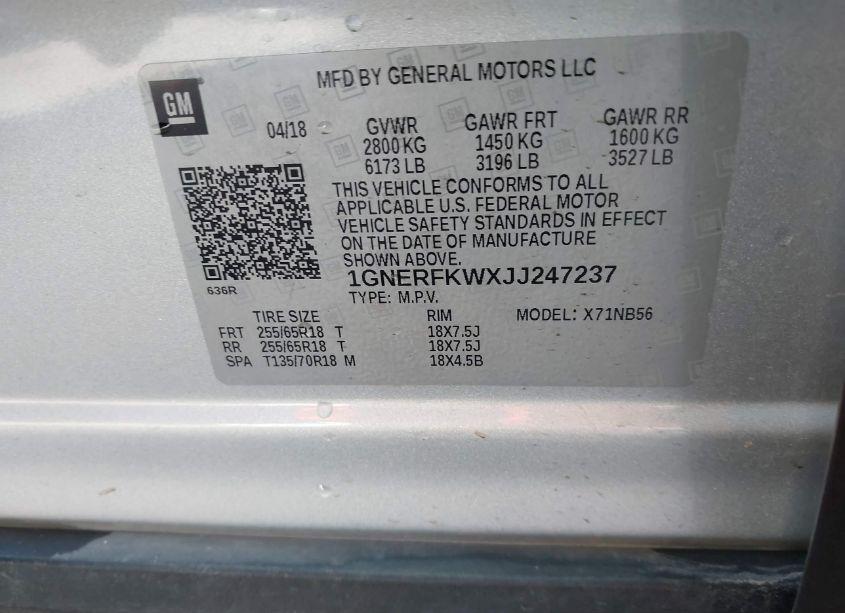 MFD BY GENERAL MOTORS LLC
GM
04/18
GVWR GAWR FRT GAWR RR
2800 KG 1450 KG 1600 KG
6173 LB 3196 LB 3527 LB
THIS VEHICLE CONFORMS TO ALL
APPLICABLE U.S. FEDERAL MOTOR
VEHICLE SAFETY STANDARDS IN EFFECT
ON THE DATE OF MANUFACTURE
SHOWN ABOVE.
636R
1GNERFKWXJJ247237
TYPE: M.P.V.
TIRE SIZE RIM MODEL: X71NB56
FRT 255/65R18 T 18X7.5J
RR 255/65R18 T 18X7.5J
SPA T135/70R18 M 18X4.5B